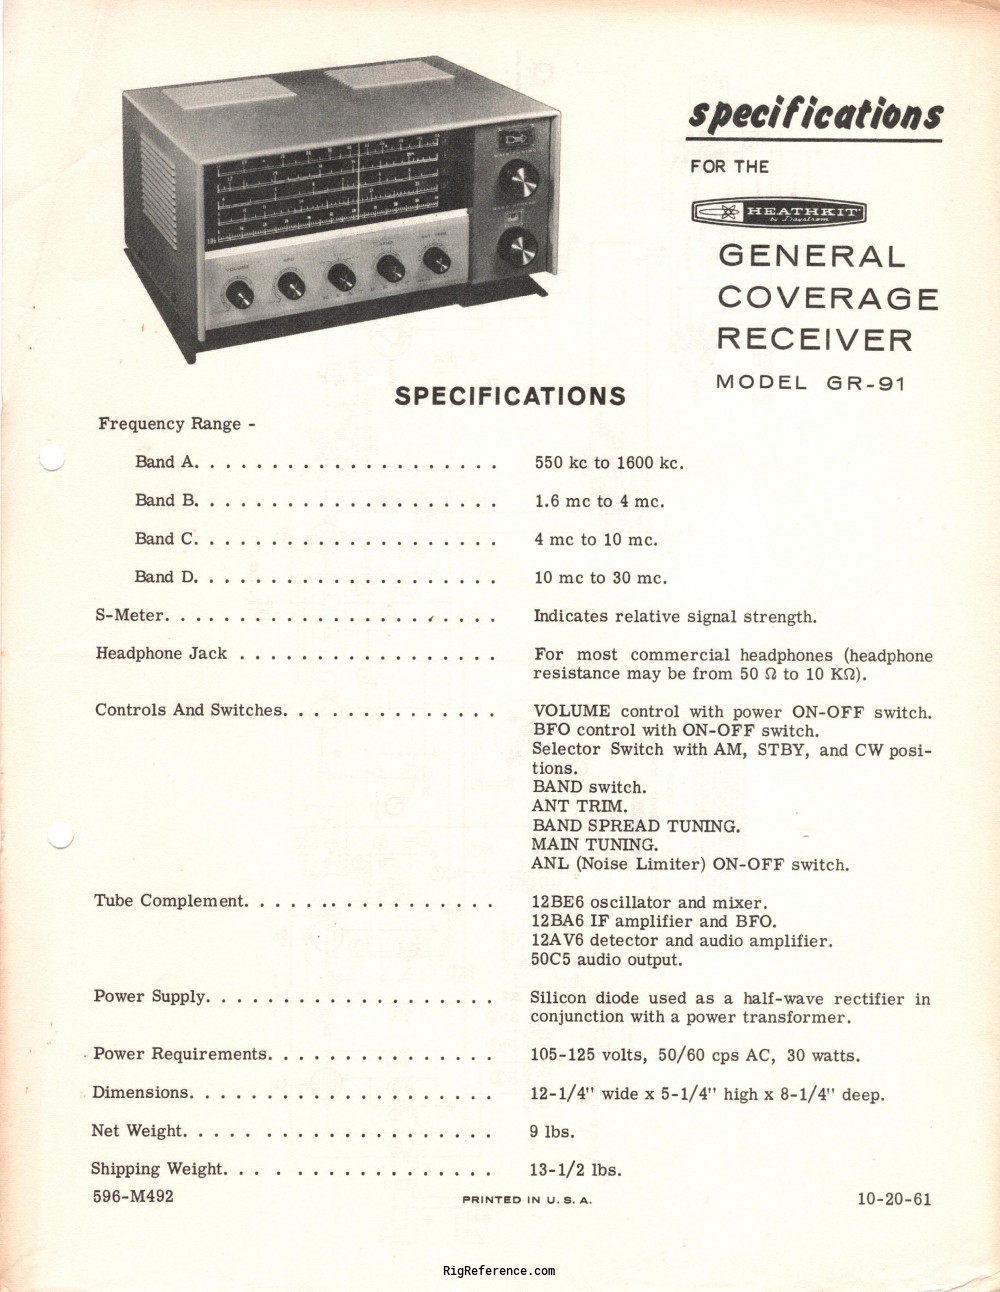 specifications
FOR THE
HEATHKIT
by Daystrom
GENERAL
COVERAGE
RECEIVER
MODEL GR-91
SPECIFICATIONS
Frequency Range -
Band A. . . . . . . . . . . . . . . . . . . . 550 kc to 1600 kc.
Band B. . . . . . . . . . . . . . . . . . . . 1.6 mc to 4 mc.
Band C. . . . . . . . . . . . . . . . . . . . 4 mc to 10 mc.
Band D. . . . . . . . . . . . . . . . . . . . 10 mc to 30 mc.
S-Meter. . . . . . . . . . . . . . . . . . Indicates relative signal strength.
Headphone Jack . . . . . . . . . . . . . . For most commercial headphones (headphone
resistance may be from 50 Ω to 10 KΩ).
Controls And Switches. . . . . . . . . . . . VOLUME control with power ON-OFF switch.
BFO control with ON-OFF switch.
Selector Switch with AM, STBY, and CW posi-
tions.
BAND switch.
ANT TRIM.
BAND SPREAD TUNING.
MAIN TUNING.
ANL (Noise Limiter) ON-OFF switch.
Tube Complement. . . . . . . . . . . . . . . 12BE6 oscillator and mixer.
12BA6 IF amplifier and BFO.
12AV6 detector and audio amplifier.
50C5 audio output.
Power Supply. . . . . . . . . . . . . . . . Silicon diode used as a half-wave rectifier in
conjunction with a power transformer.
Power Requirements. . . . . . . . . . . . . 105-125 volts, 50/60 cps AC, 30 watts.
Dimensions. . . . . . . . . . . . . . . . . 12-1/4" wide x 5-1/4" high x 8-1/4" deep.
Net Weight. . . . . . . . . . . . . . . . . 9 lbs.
Shipping Weight. . . . . . . . . . . . . . . 13-1/2 lbs.
596-M492 PRINTED IN U. S. A. 10-20-61
RigReference.com